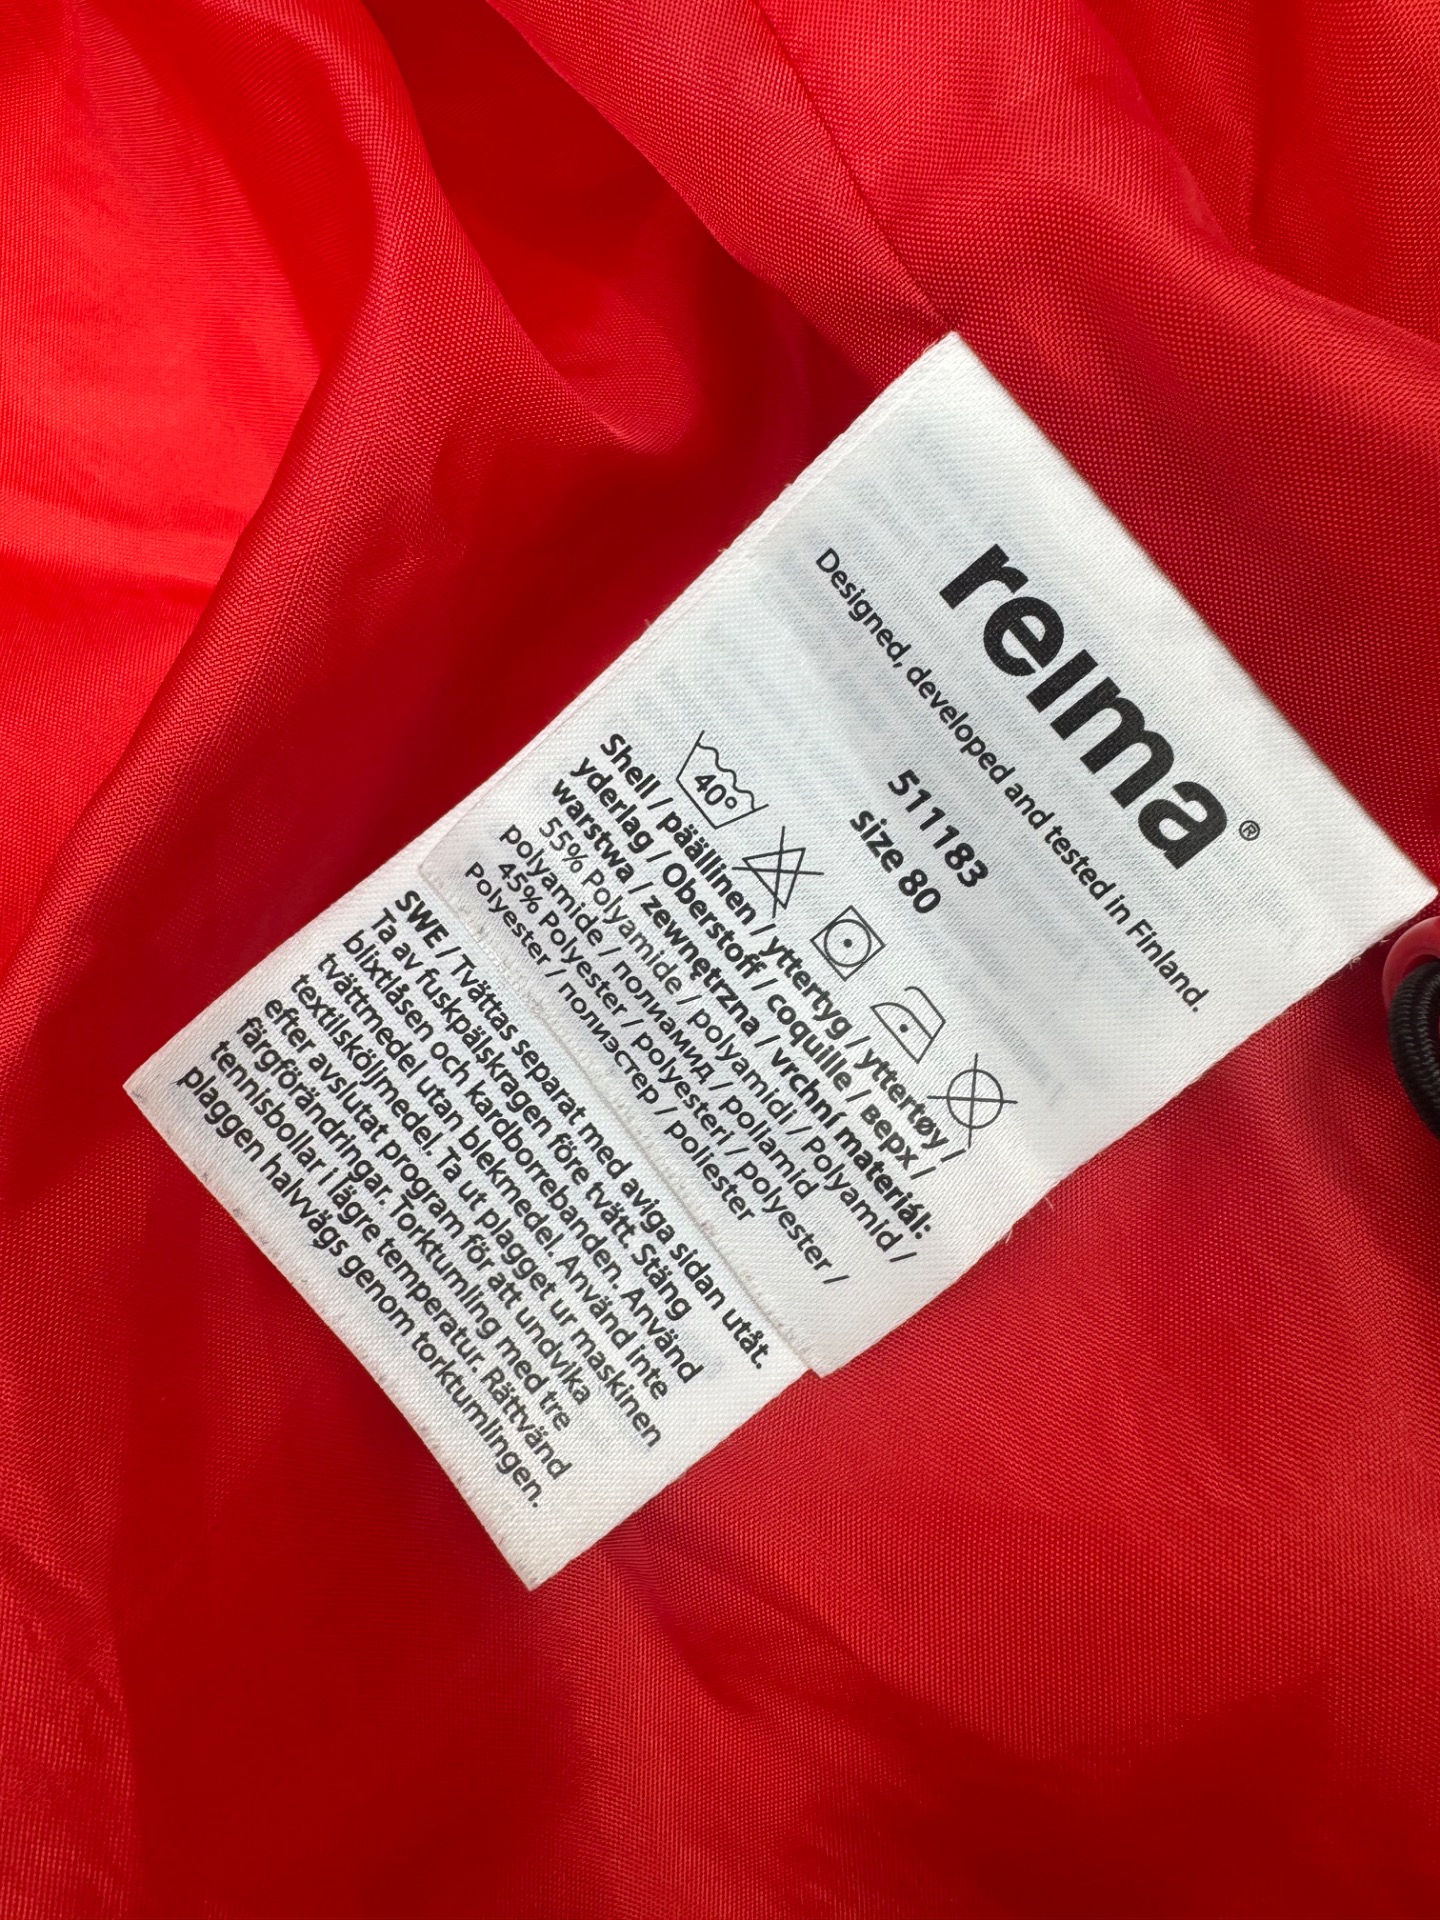 reima®
Designed, developed and tested in Finland.
511183
size 80
40°
Shell / päällinen / yttertyg / yttertøy /
yderlag / Oberstoff / coquille / верх /
warstwa / zewnętrzna / vrchní materiál:
55% Polyamide / polyamidi / Polyamid /
polyamide / полиамид / poliamid
45% Polyester / polyesteri / polyester /
Polyester / полиэстер / poliester
SWE / Tvättas separat med aviga sidan utåt.
Ta av fuskpälskragen före tvätt. Stäng
blixtlåsen och kardborrebanden. Använd
tvättmedel utan blekmedel. Använd inte
textilsköljmedel. Ta ut plagget ur maskinen
efter avslutat program för att undvika
färgförändringar. Torktumling med tre
tennisbollar i lägre temperatur. Rättvänd
plaggen halvvägs genom torktumlingen.